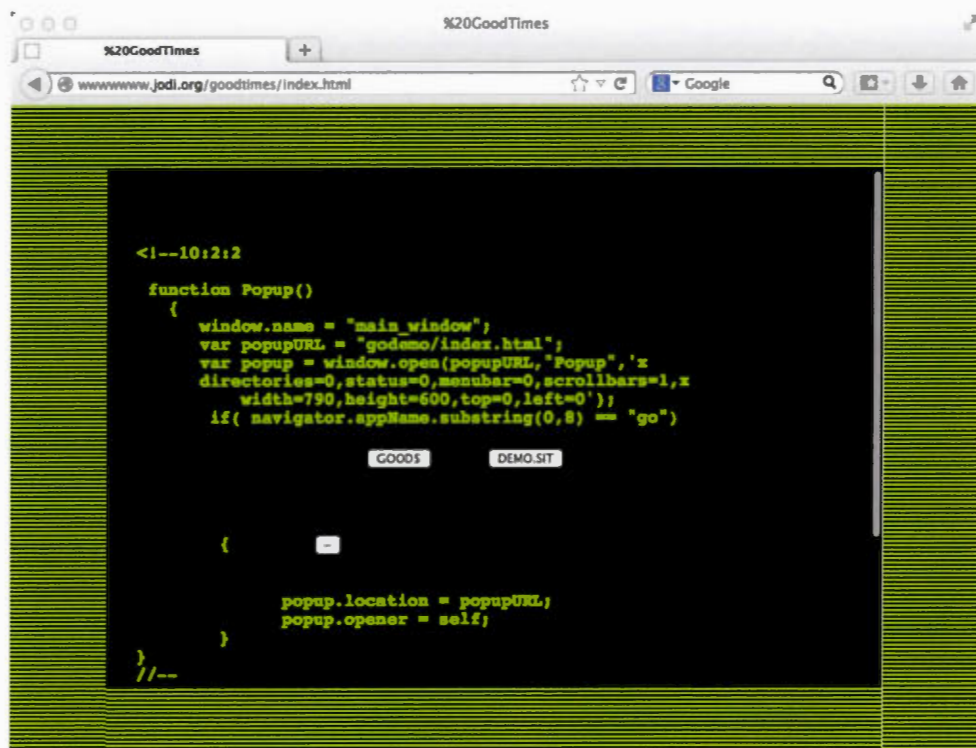 %20GoodTimes
%20GoodTimes +
wwwwwww.jodi.org/goodtimes/index.html Google
<!--10:2:2
function Popup()
{
window.name = "main_window";
var popupURL = "godemo/index.html";
var popup = window.open(popupURL,"Popup",'x
directories=0,status=0,menubar=0,scrollbars=1,x
width=790,height=600,top=0,left=0');
if( navigator.appName.substring(0,8) == "go")
GOODS DEMO.SIT
{ -
popup.location = popupURL;
popup.opener = self;
}
}
//--